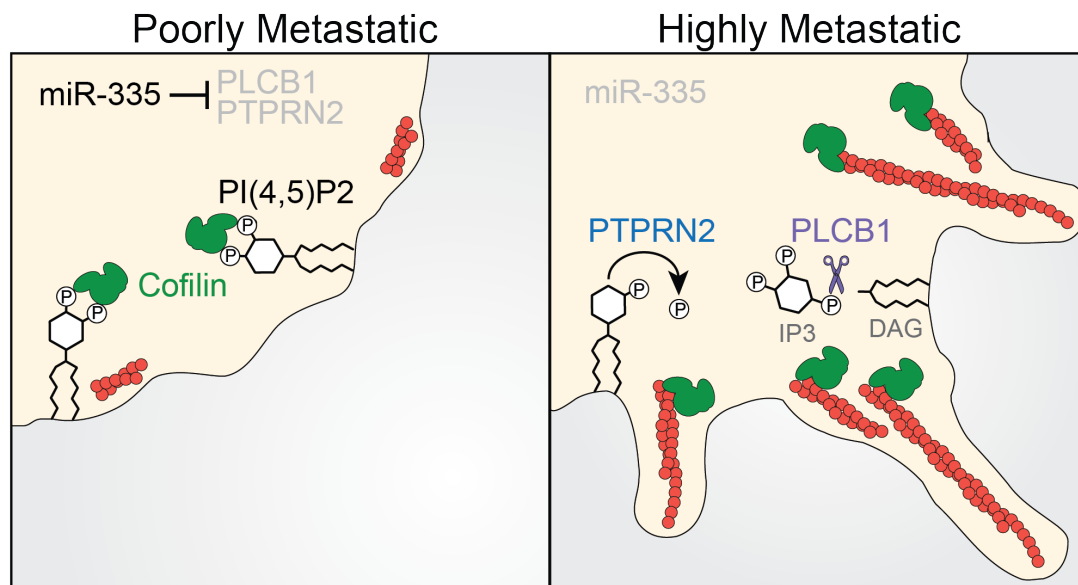 Poorly Metastatic
Highly Metastatic
miR-335
PLCB1
PTPRN2
PI(4,5)P2
P
P
Cofilin
P
P
miR-335
PTPRN2
PLCB1
P
P
P
P
P
IP3
DAG